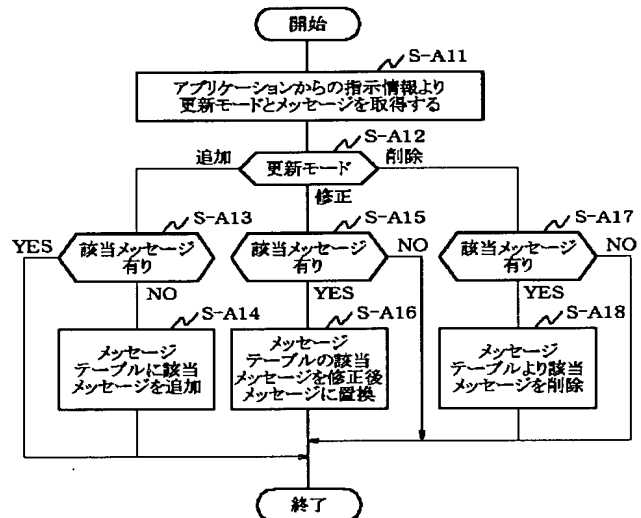 開始
S-A11
アプリケーションからの指示情報より
更新モードとメッセージを取得する
S-A12
追加
更新モード
削除
修正
S-A13
YES
該当メッセージ
有り
NO
S-A14
メッセージ
テーブルに該当
メッセージを追加
S-A15
該当メッセージ
有り
NO
YES
S-A16
メッセージ
テーブルの該当
メッセージを修正後
メッセージに置換
S-A17
該当メッセージ
有り
NO
YES
S-A18
メッセージ
テーブルより該当
メッセージを削除
終了